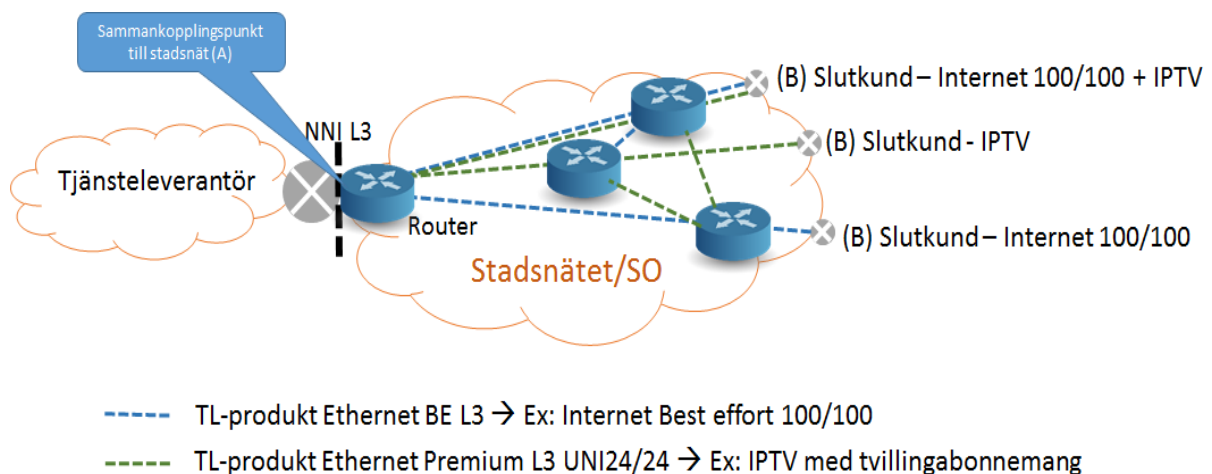 Sammankopplingspunkt
till stadsnät (A)
(B) Slutkund – Internet 100/100 + IPTV
NNI L3
(B) Slutkund - IPTV
Tjänsteleverantör
Router
(B) Slutkund – Internet 100/100
Stadsnätet/SO
TL-produkt Ethernet BE L3 → Ex: Internet Best effort 100/100
TL-produkt Ethernet Premium L3 UNI24/24 → Ex: IPTV med tvillingabonnemang